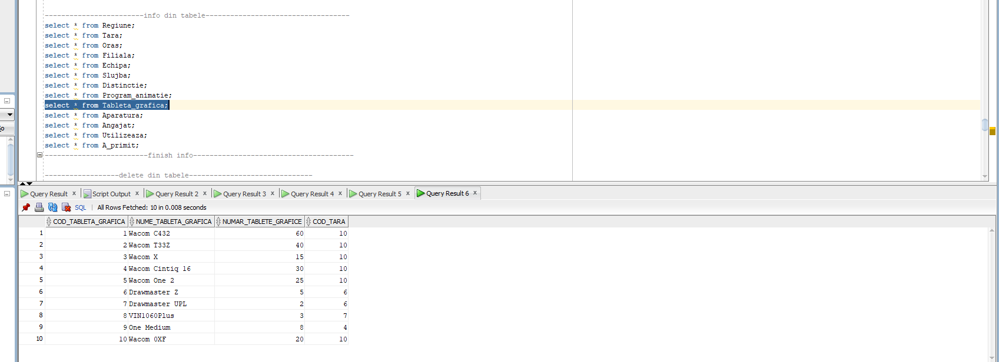 ------------------------info din tabele-----------------------------------
select * from Regiune;
select * from Tara;
select * from Oras;
select * from Filiala;
select * from Echipa;
select * from Slujba;
select * from Distinctie;
select * from Program_animatie;
select * from Tableta_grafica;
select * from Aparatura;
select * from Angajat;
select * from Utilizeaza;
select * from A_primit;
-------------------------finish info---------------------------------------
------------------delete din tabele------------------------------
Query Result x Script Output x Query Result 2 x Query Result 3 x Query Result 4 x Query Result 5 x Query Result 6 x
SQL | All Rows Fetched: 10 in 0.008 seconds
COD_TABLETA_GRAFICA NUME_TABLETA_GRAFICA NUMAR_TABLETE_GRAFICE COD_TARA
1 1 Wacom C432 60 10
2 2 Wacom T33Z 40 10
3 3 Wacom X 15 10
4 4 Wacom Cintiq 16 30 10
5 5 Wacom One 2 25 10
6 6 Drawmaster Z 5 6
7 7 Drawmaster UPL 2 6
8 8 VIN1060Plus 3 7
9 9 One Medium 8 4
10 10 Wacom 0XF 20 10